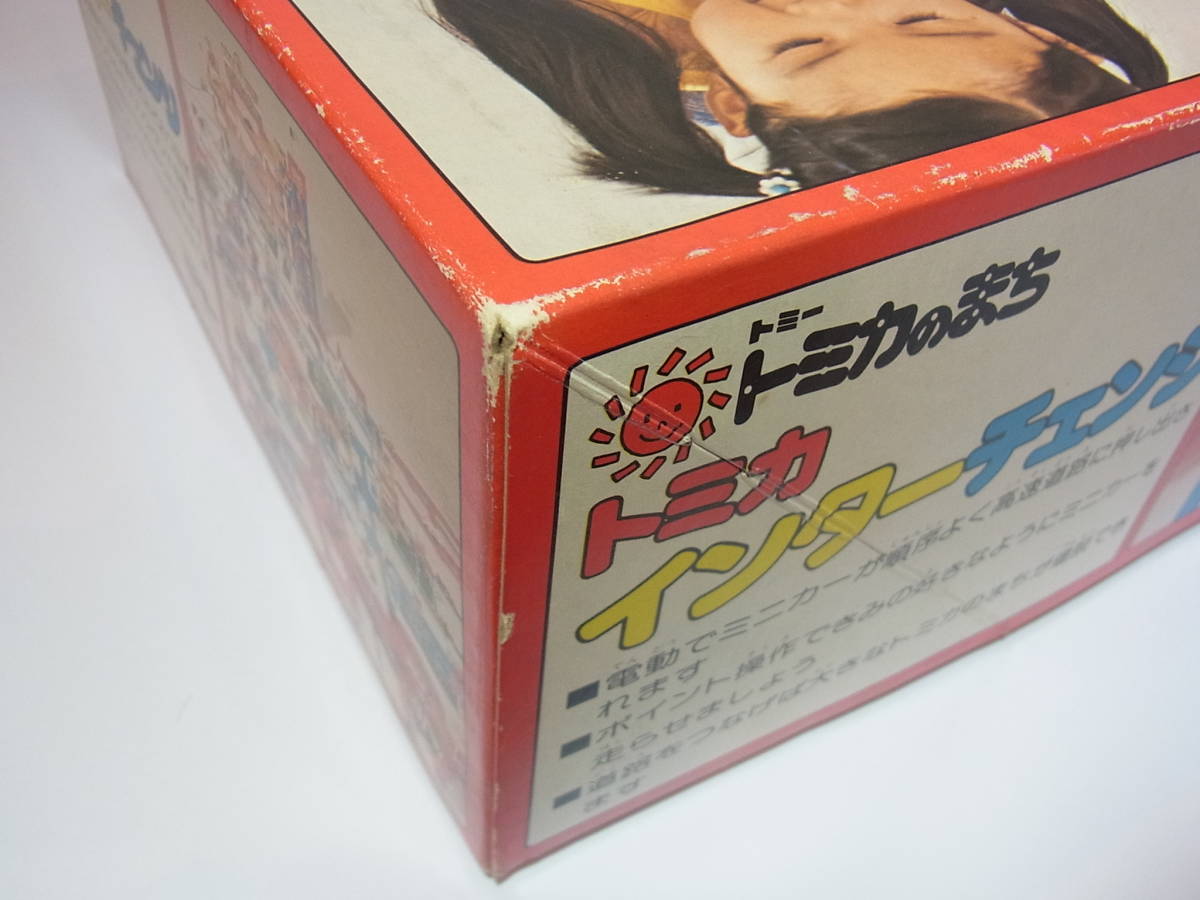 トミー
トミカのまち
トミカ
インターチェンジ
■電動でミニカーが順序よく高速道路に押し出さ
れます
■ポイント操作できみの好きなようにミニカーを
走らせましょう
■道路をつなげば大きなトミカのまちが
ます